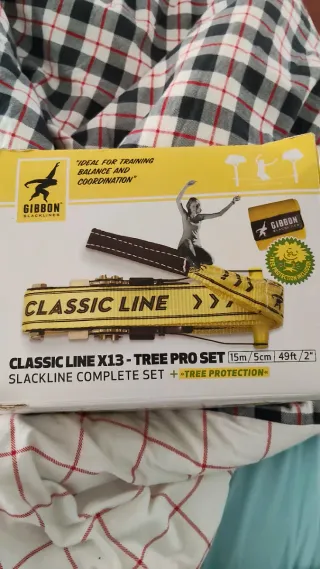 "IDEAL FOR TRAINING
BALANCE AND
COORDINATION"
GIBBON
SLACKLINES
GIBBON
CLASSIC LINE
CLASSIC LINE X13 - TREE PRO SET 15m/5cm 49ft/2"
SLACKLINE COMPLETE SET + -TREE PROTECTION-